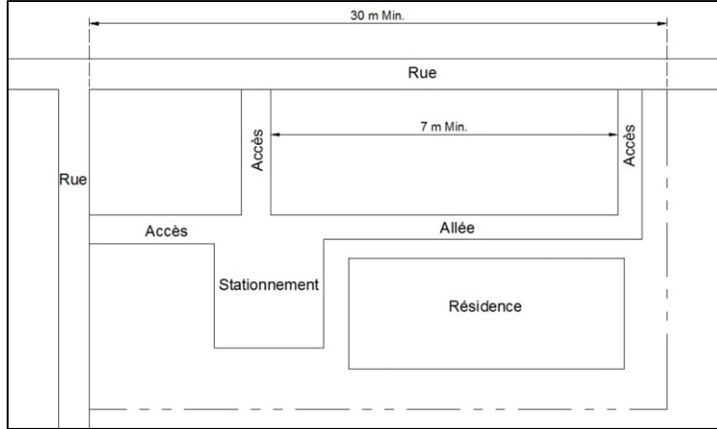 30 m Min.
Rue
7 m Min.
Accès
Accès
Rue
Accès
Allée
Stationnement
Résidence